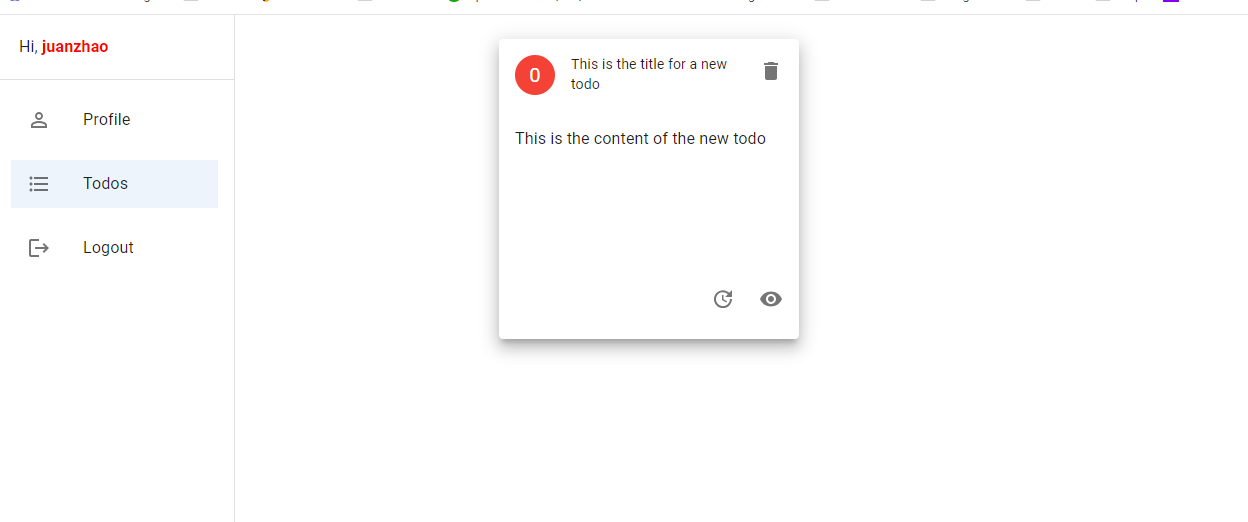 Hi, juanzhao
Profile
Todos
Logout
0
This is the title for a new
todo
This is the content of the new todo